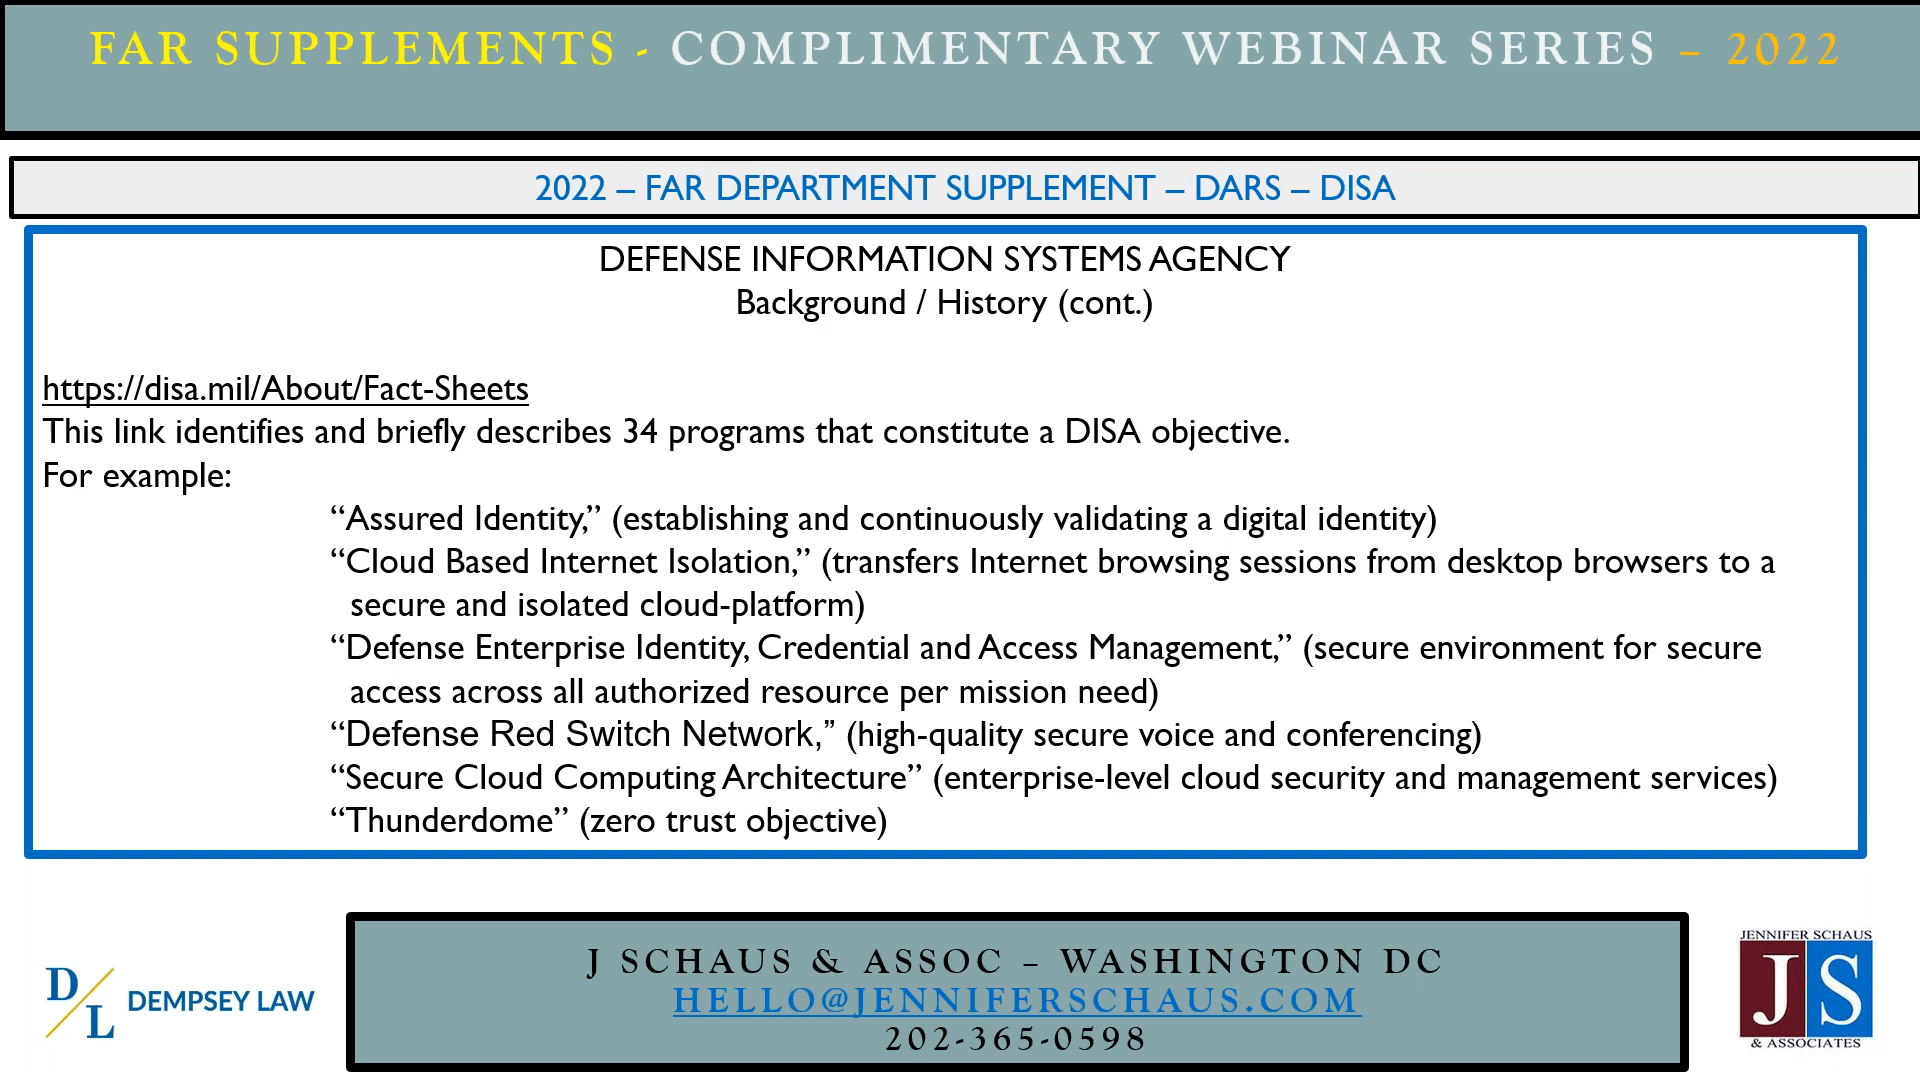 FAR SUPPLEMENTS - COMPLIMENTARY WEBINAR SERIES – 2022
2022 – FAR DEPARTMENT SUPPLEMENT – DARS – DISA
DEFENSE INFORMATION SYSTEMS AGENCY
Background / History (cont.)
https://disa.mil/About/Fact-Sheets
This link identifies and briefly describes 34 programs that constitute a DISA objective.
For example:
“Assured Identity,” (establishing and continuously validating a digital identity)
“Cloud Based Internet Isolation,” (transfers Internet browsing sessions from desktop browsers to a
secure and isolated cloud-platform)
“Defense Enterprise Identity, Credential and Access Management,” (secure environment for secure
access across all authorized resource per mission need)
“Defense Red Switch Network,” (high-quality secure voice and conferencing)
“Secure Cloud Computing Architecture” (enterprise-level cloud security and management services)
“Thunderdome” (zero trust objective)
D L DEMPSEY LAW
J SCHAUS & ASSOC – WASHINGTON DC
HELLO@JENNIFERSCHAUS.COM
202-365-0598
JENNIFER SCHAUS
JS
& ASSOCIATES